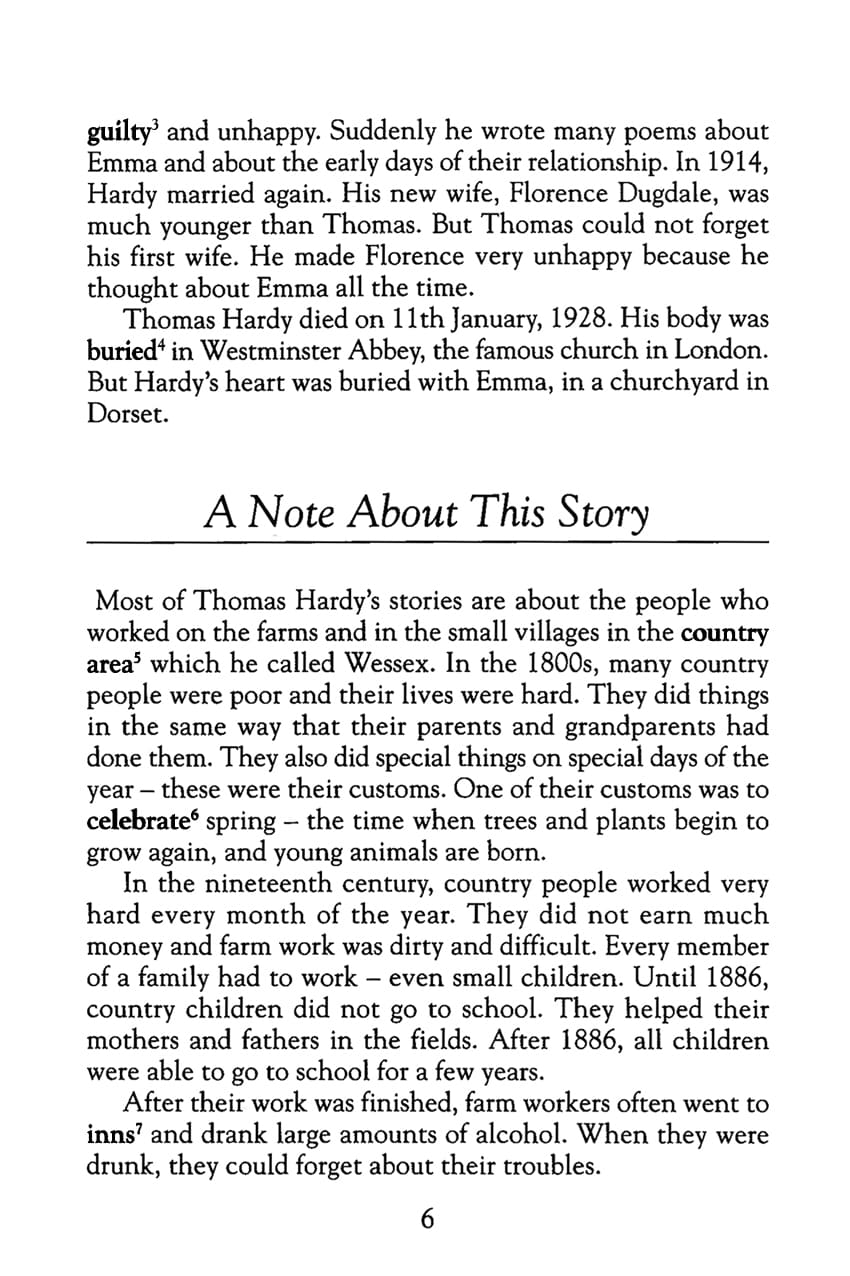 guilty³ and unhappy. Suddenly he wrote many poems about
Emma and about the early days of their relationship. In 1914,
Hardy married again. His new wife, Florence Dugdale, was
much younger than Thomas. But Thomas could not forget
his first wife. He made Florence very unhappy because he
thought about Emma all the time.
Thomas Hardy died on 11th January, 1928. His body was
buried⁴ in Westminster Abbey, the famous church in London.
But Hardy's heart was buried with Emma, in a churchyard in
Dorset.
A Note About This Story
Most of Thomas Hardy's stories are about the people who
worked on the farms and in the small villages in the country
area⁵ which he called Wessex. In the 1800s, many country
people were poor and their lives were hard. They did things
in the same way that their parents and grandparents had
done them. They also did special things on special days of the
year – these were their customs. One of their customs was to
celebrate⁶ spring – the time when trees and plants begin to
grow again, and young animals are born.
In the nineteenth century, country people worked very
hard every month of the year. They did not earn much
money and farm work was dirty and difficult. Every member
of a family had to work – even small children. Until 1886,
country children did not go to school. They helped their
mothers and fathers in the fields. After 1886, all children
were able to go to school for a few years.
After their work was finished, farm workers often went to
inns⁷ and drank large amounts of alcohol. When they were
drunk, they could forget about their troubles.
6